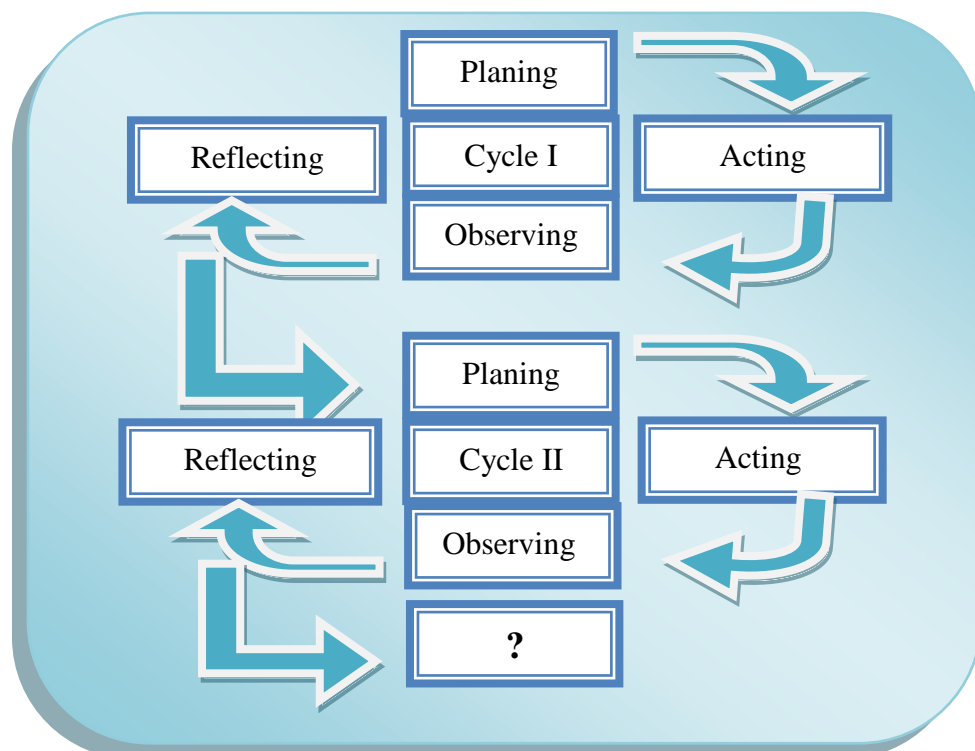 Planing
Reflecting
Cycle I
Acting
Observing
Planing
Reflecting
Cycle II
Acting
Observing
?